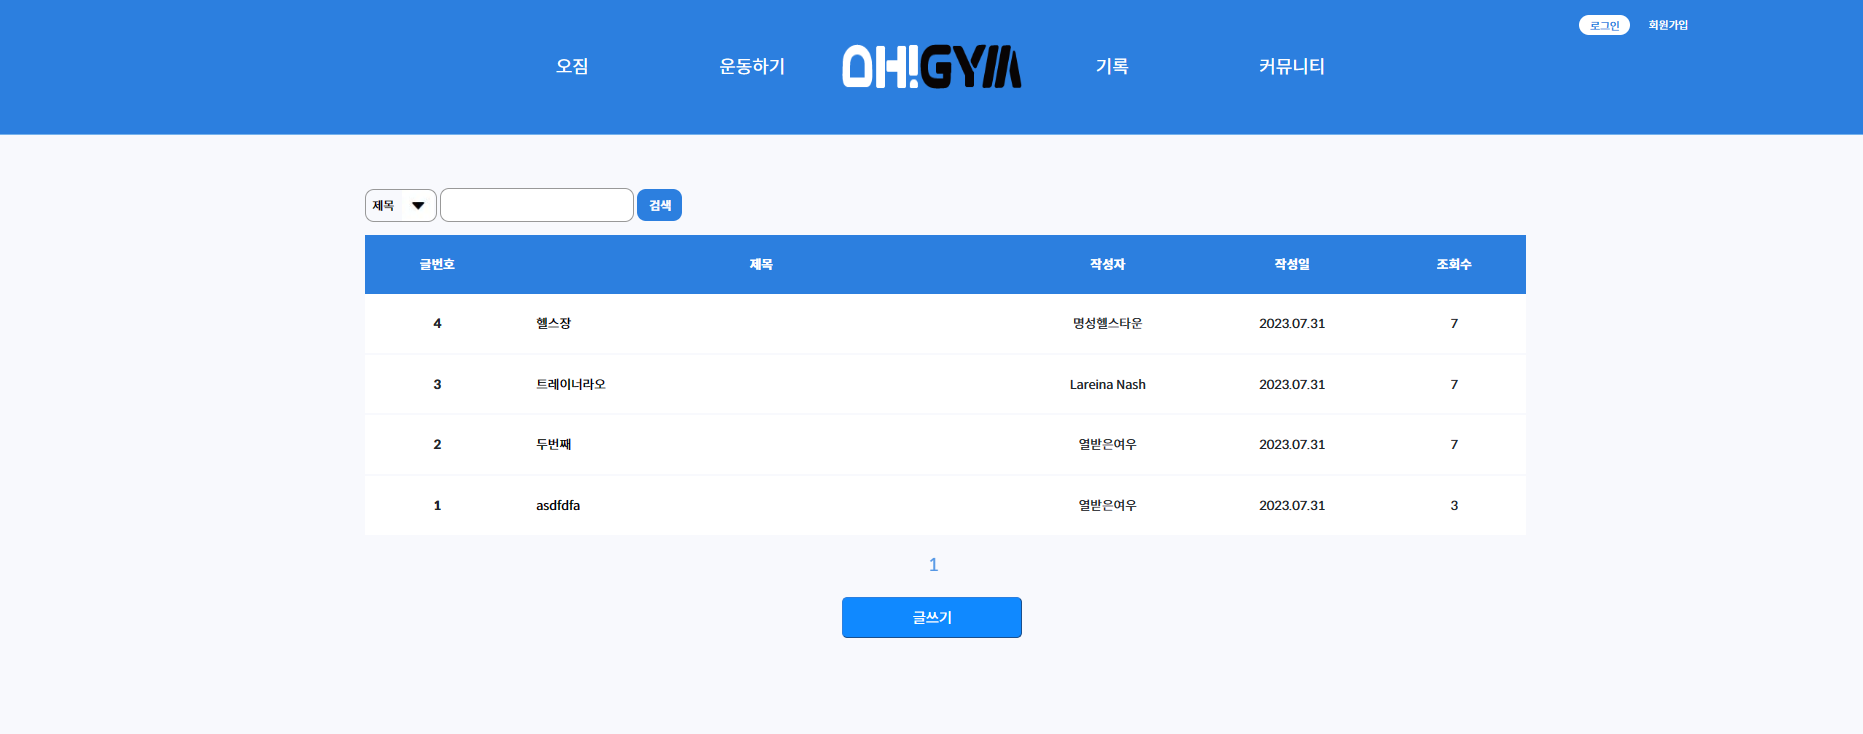 로그인 회원가입
오짐 운동하기 OH!GYM 기록 커뮤니티
제목 검색
글번호 제목 작성자 작성일 조회수
4 헬스장 명성헬스타운 2023.07.31 7
3 트레이너라오 Lareina Nash 2023.07.31 7
2 두번째 열받은여우 2023.07.31 7
1 asdfdfa 열받은여우 2023.07.31 3
1
글쓰기